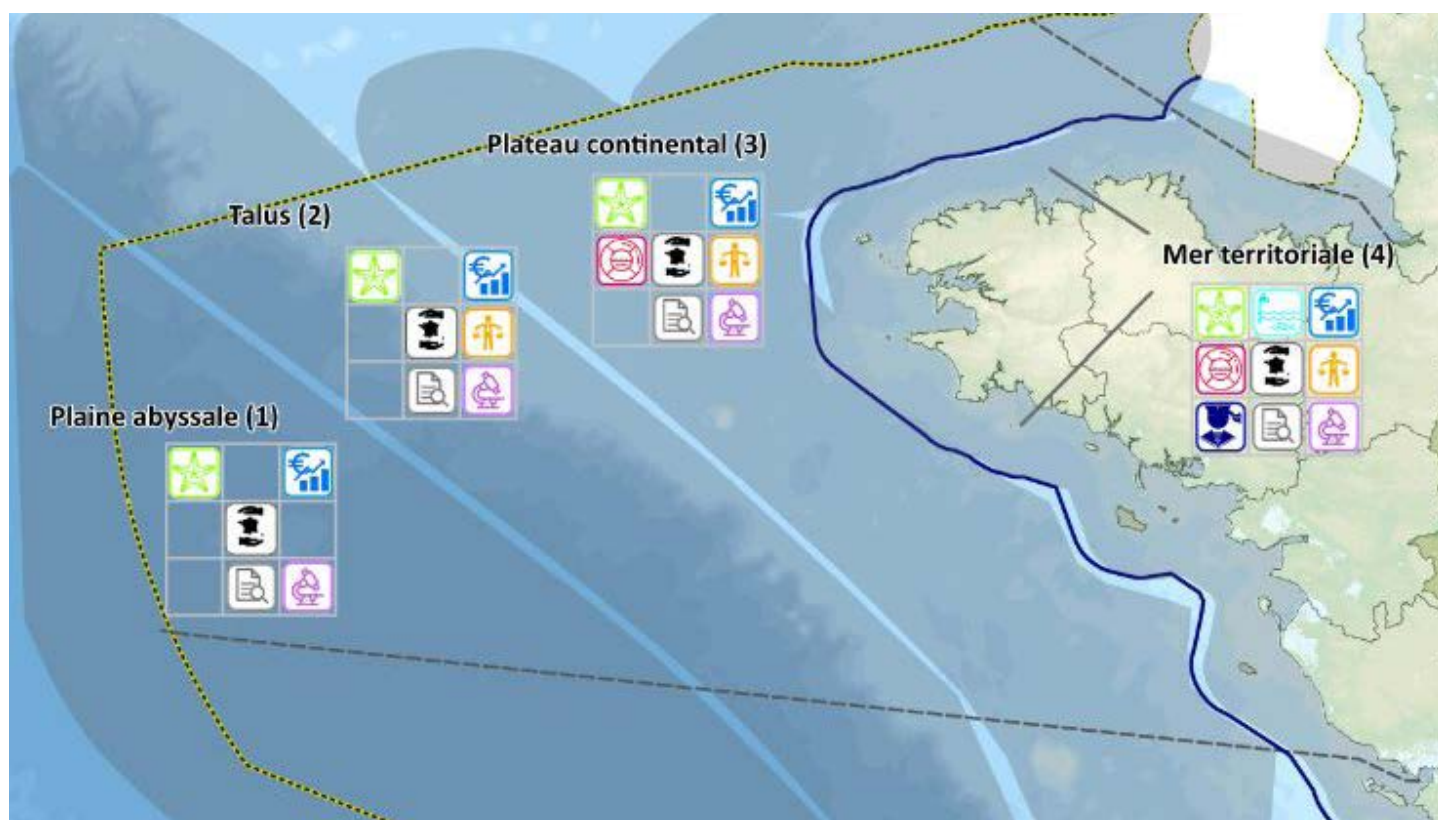 Plateau continental (3)
Talus (2)
Mer territoriale (4)
Plaine abyssale (1)